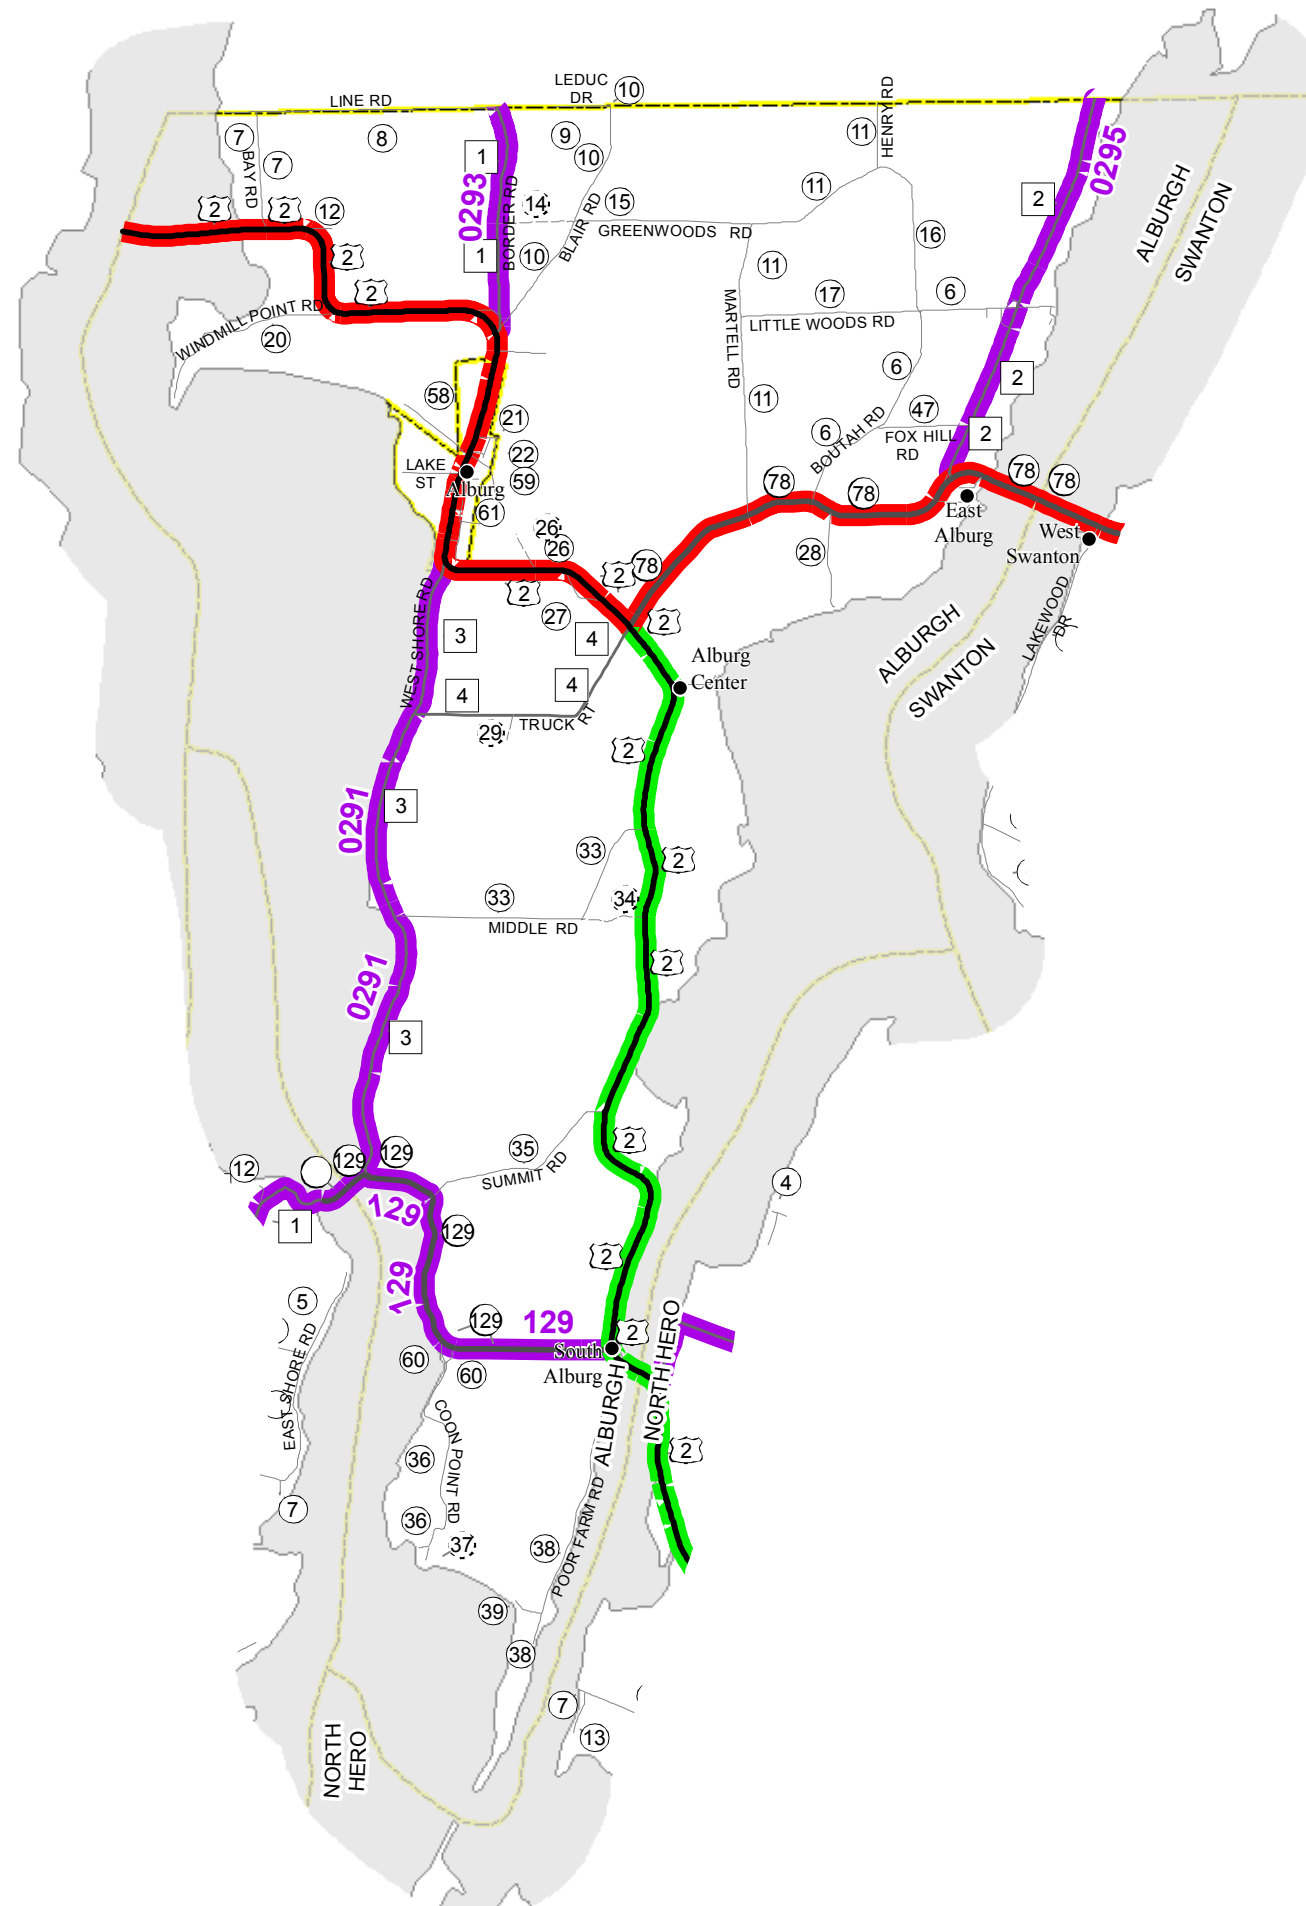 LEDUC
DR
10
LINE RD
7
8
9
10
11
HENRY RD
BAY RD
7
1
0293
BORDER RD
14
15
BLAIR RD
GREENWOODS RD
11
2
0295
ALBURGH
SWANTON
2
2
12
2
1
10
11
16
2
WINDMILL POINT RD
20
17
6
LITTLE WOODS RD
MARTELL RD
6
2
58
21
11
47
6
BOUTAH RD
FOX HILL
RD
2
22
LAKE
ST
59
Alburg
61
78
78
78
78
East
Alburg
West
Swanton
26
26
28
2
78
2
27
2
WEST SHORE RD
3
4
LAKEWOOD
DR
ALBURGH
SWANTON
Alburg
Center
4
4
TRUCK RT
29
2
0291
3
33
2
33
34
MIDDLE RD
2
0291
3
2
35
SUMMIT RD
129
129
12
1
4
129
129
2
129
5
EAST SHORE RD
129
129
2
South
Alburg
60
60
ALBURGH
NORTH HERO
COON POINT RD
2
36
36
37
7
38
POOR FARM RD
39
38
7
13
NORTH
HERO